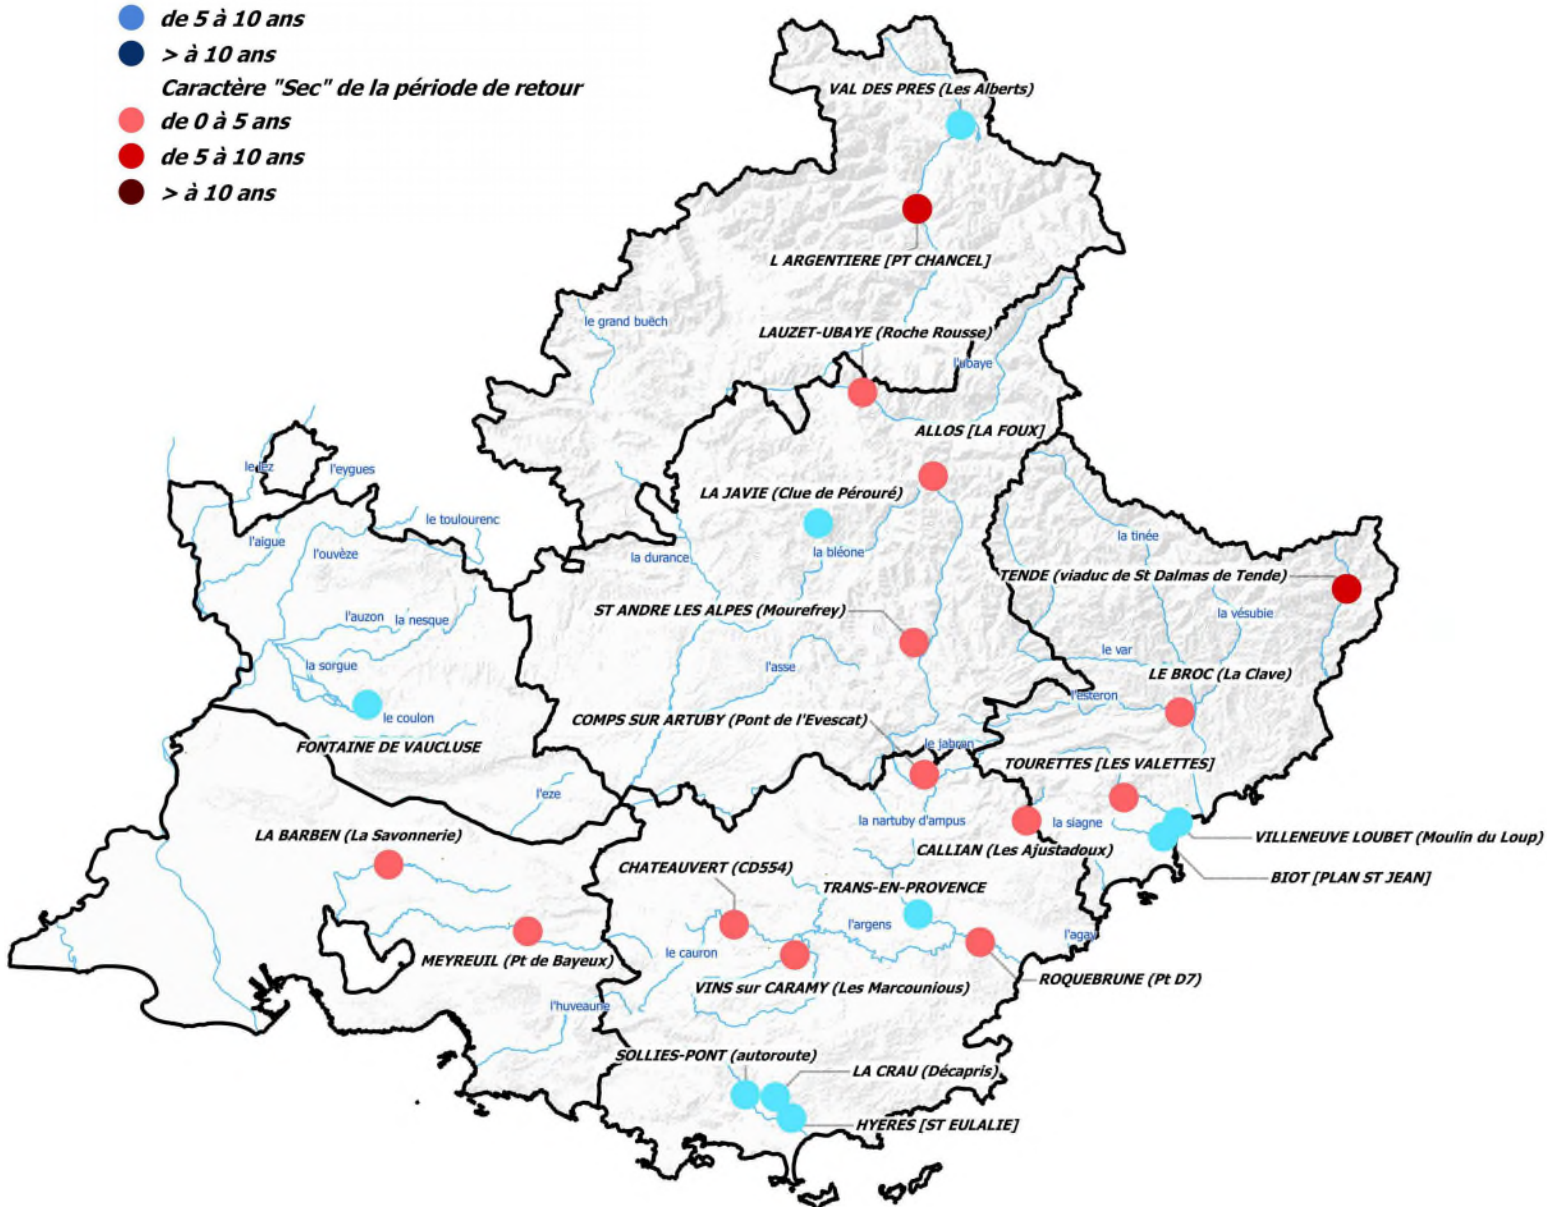 de 5 à 10 ans
> à 10 ans
Caractère "Sec" de la période de retour
de 0 à 5 ans
de 5 à 10 ans
> à 10 ans
VAL DES PRES (Les Alberts)
L ARGENTIERE [PT CHANCEL]
le grand buëch
LAUZET-UBAYE (Roche Rousse)
l'ubaye
ALLOS [LA FOUX]
le lez
l'eygues
LA JAVIE (Clue de Pérouré)
le toulourenc
l'aigue
l'ouvèze
la durance
la bléone
la tinée
TENDE (viaduc de St Dalmas de Tende)
ST ANDRE LES ALPES (Mourefrey)
l'auzon
la nesque
la vésubie
la sorgue
l'asse
le var
LE BROC (La Clave)
l'esteron
le coulon
COMPS SUR ARTUBY (Pont de l'Evescat)
FONTAINE DE VAUCLUSE
le jabran
TOURETTES [LES VALETTES]
l'eze
la nartuby d'ampus
la siagne
LA BARBEN (La Savonnerie)
CALLIAN (Les Ajustadoux)
VILLENEUVE LOUBET (Moulin du Loup)
CHATEAUVERT (CD554)
BIOT [PLAN ST JEAN]
TRANS-EN-PROVENCE
l'argens
l'agay
le cauron
MEYREUIL (Pt de Bayeux)
VINS sur CARAMY (Les Marcounious)
ROQUEBRUNE (Pt D7)
l'huveaune
SOLLIES-PONT (autoroute)
LA CRAU (Décapris)
HYERES [ST EULALIE]